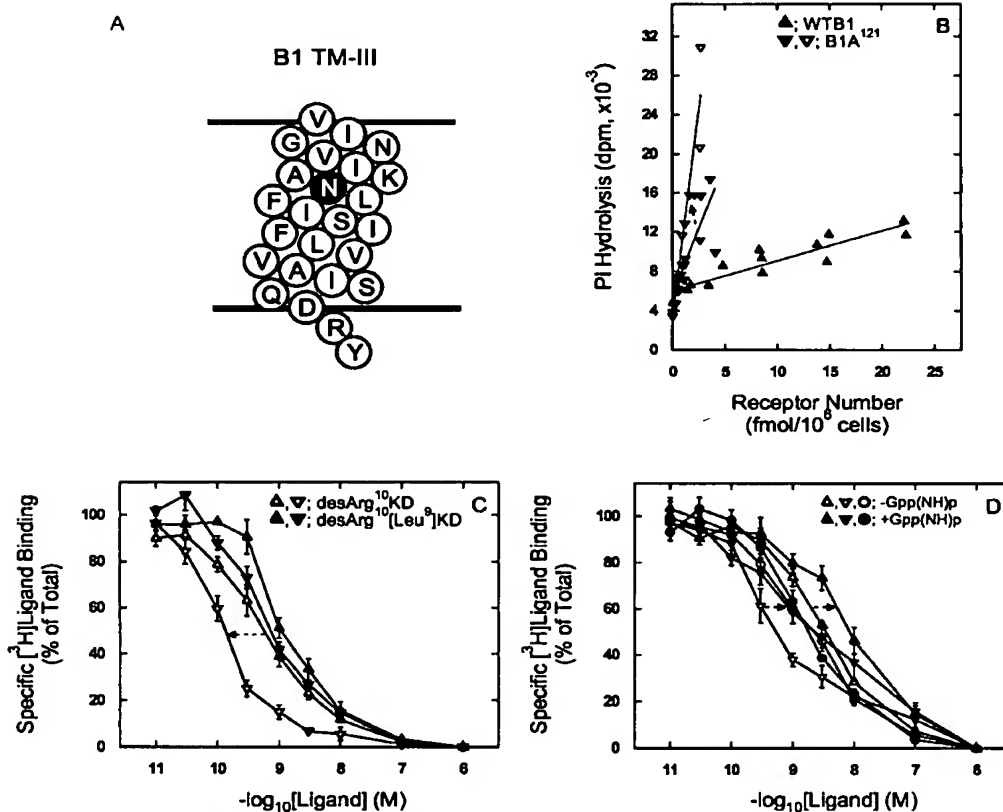 A
B1 TM-III
V
I
G
V
N
A
I
K
N
F
I
L
S
F
L
I
V
A
V
I
S
Q
D
R
Y
B
▲; WTB1
▼,▽; B1A¹²¹
PI Hydrolysis (dpm, x10⁻³)
32
28
24
20
16
12
8
4
0
0 5 10 15 20 25
Receptor Number
(fmol/10⁶ cells)
C
△,▽; desArg¹⁰KD
▲,▼; desArg¹⁰[Leu⁹]KD
Specific [³H]Ligand Binding
(% of Total)
100
80
60
40
20
0
11 10 9 8 7 6
-log₁₀[Ligand] (M)
D
△,▽,○; -Gpp(NH)p
▲,▼,●; +Gpp(NH)p
Specific [³H]Ligand Binding
(% of Total)
100
80
60
40
20
0
11 10 9 8 7 6
-log₁₀[Ligand] (M)